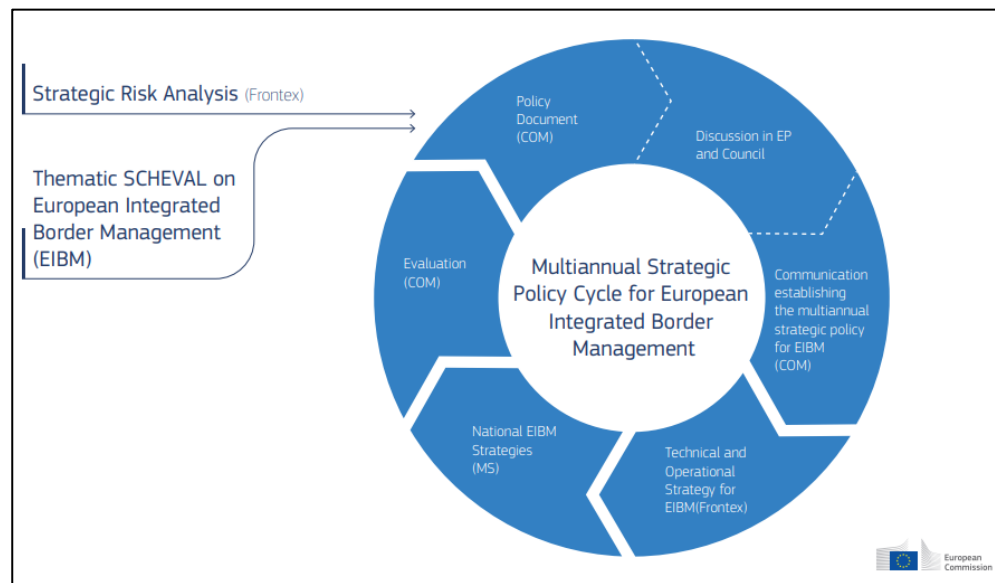 Strategic Risk Analysis (Frontex)
Thematic SCHEVAL on
European Integrated
Border Management
(EIBM)
Policy
Document
(COM)
Discussion in EP
and Council
Communication
establishing
the multiannual
strategic policy
for EIBM
(COM)
Technical and
Operational
Strategy for
EIBM(Frontex)
National EIBM
Strategies
(MS)
Evaluation
(COM)
Multiannual Strategic
Policy Cycle for European
Integrated Border
Management
European
Commission